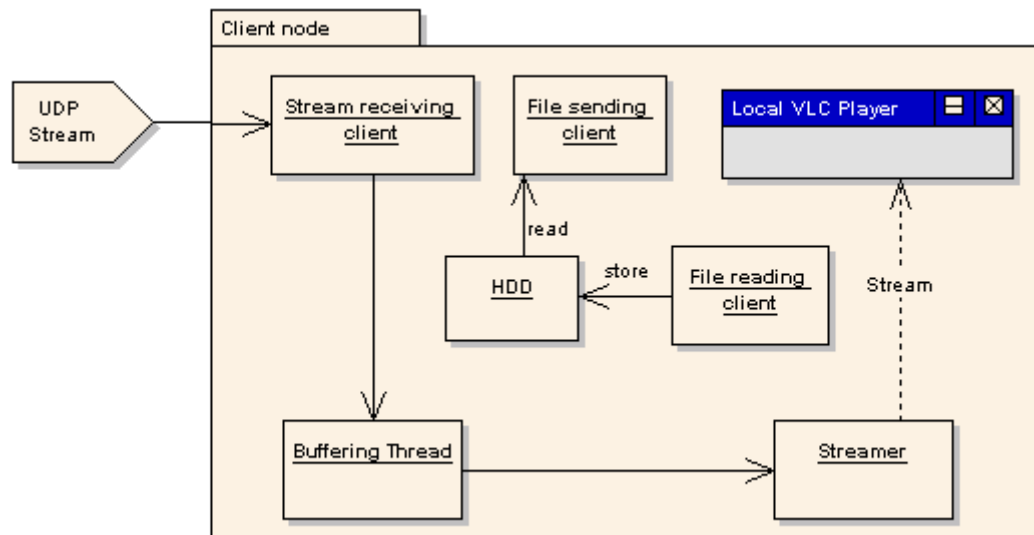 Client node
UDP
Stream
Stream receiving
client
File sending
client
Local VLC Player
read
HDD
store
File reading
client
Stream
Buffering Thread
Streamer